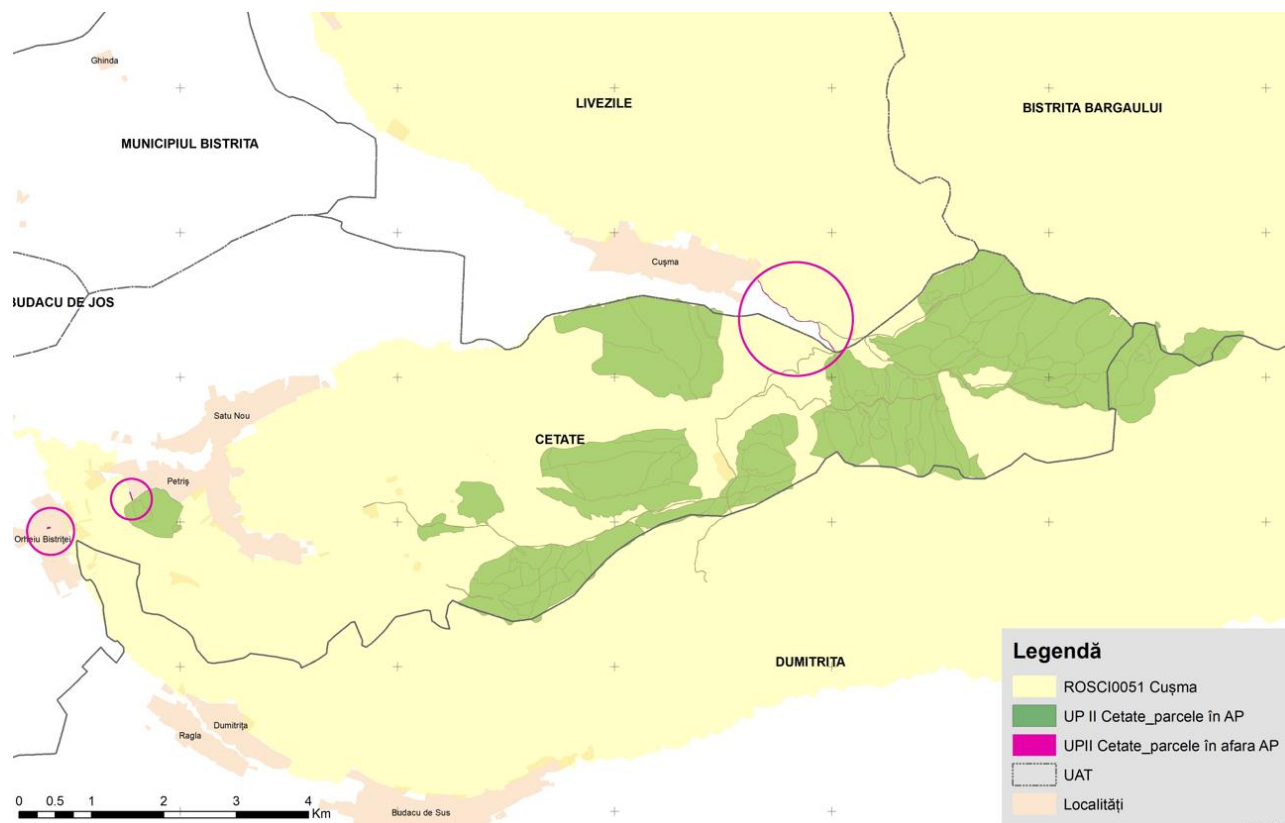 Ghinda
LIVEZILE
BISTRITA BARGAULUI
MUNICIPIUL BISTRITA
Cușma
BUDACU DE JOS
Satu Nou
CETATE
Petriș
Orheiu Bistriței
DUMITRITA
Dumitrița
Ragla
Budacu de Sus
0 0.5 1 2 3 4
Km
Legendă
ROSCI0051 Cușma
UP II Cetate_parcele în AP
UPII Cetate_parcele în afara AP
UAT
Localități